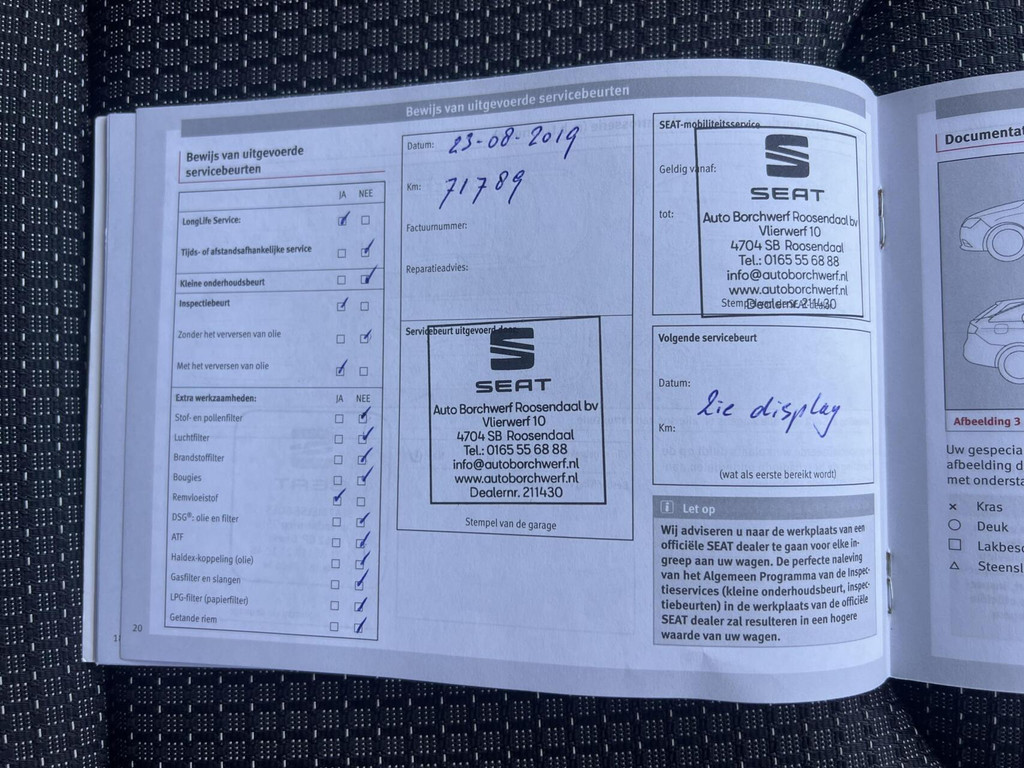 Bewijs van uitgevoerde servicebeurten
Bewijs van uitgevoerde
servicebeurten
JA NEE
LongLife Service:
Tijds- of afstandsafhankelijke service
Kleine onderhoudsbeurt
Inspectiebeurt
Zonder het verversen van olie
Met het verversen van olie
Extra werkzaamheden: JA NEE
Stof- en pollenfilter
Luchtfilter
Brandstoffilter
Bougies
Remvloeistof
DSG®: olie en filter
ATF
Haldex-koppeling (olie)
Gasfilter en slangen
LPG-filter (papierfilter)
Getande riem
20
Datum: 23-08-2019
Km: 71789
Factuurnummer:
Reparatieadvies:
Servicebeurt uitgevoerd door
SEAT
Auto Borchwerf Roosendaal bv
Vlierwerf 10
4704 SB Roosendaal
Tel.: 0165 55 68 88
info@autoborchwerf.nl
www.autoborchwerf.nl
Dealernr. 211430
Stempel van de garage
SEAT-mobiliteitsservice
Geldig vanaf:
tot:
SEAT
Auto Borchwerf Roosendaal bv
Vlierwerf 10
4704 SB Roosendaal
Tel.: 0165 55 68 88
info@autoborchwerf.nl
www.autoborchwerf.nl
Dealernr. 211430
Volgende servicebeurt
Datum:
Zie display
Km:
(wat als eerste bereikt wordt)
i Let op
Wij adviseren u naar de werkplaats van een
officiële SEAT dealer te gaan voor elke in-
greep aan uw wagen. De perfecte naleving
van het Algemeen Programma van de Inspec-
tieservices (kleine onderhoudsbeurt, inspec-
tiebeurten) in de werkplaats van de officiële
SEAT dealer zal resulteren in een hogere
waarde van uw wagen.
Documentat
Afbeelding 3
Uw gespecia
afbeelding d
met ondersta
× Kras
○ Deuk
□ Lakbesc
△ Steensl